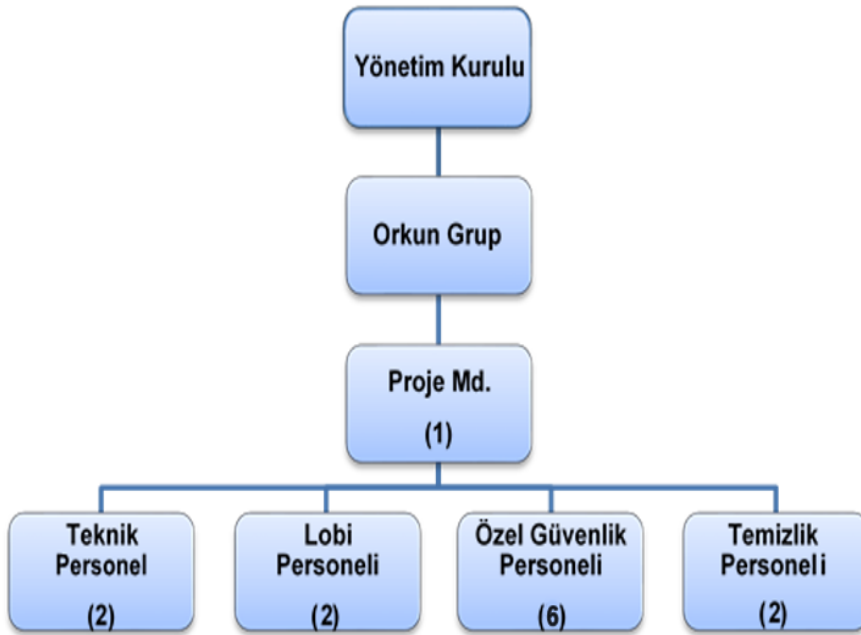 Yönetim Kurulu
Orkun Grup
Proje Md.
(1)
Teknik
Personel
(2)
Lobi
Personeli
(2)
Özel Güvenlik
Personeli
(6)
Temizlik
Personeli
(2)